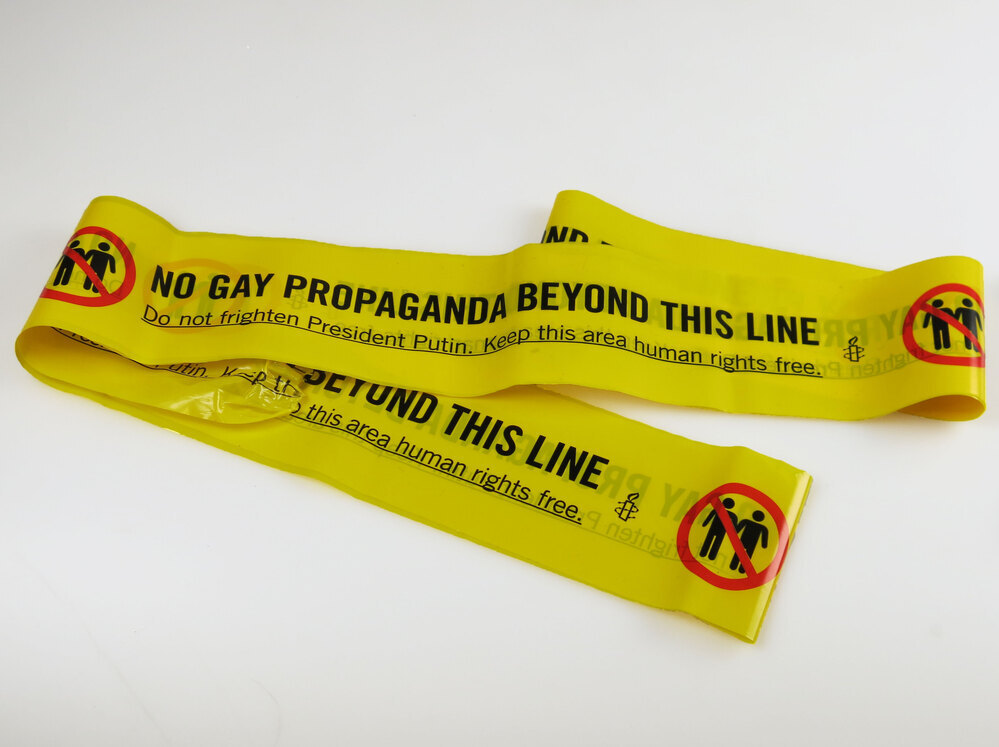 NO GAY PROPAGANDA BEYOND THIS LINE
Do not frighten President Putin. Keep this area human rights free.
BEYOND THIS LINE
this area human rights free.